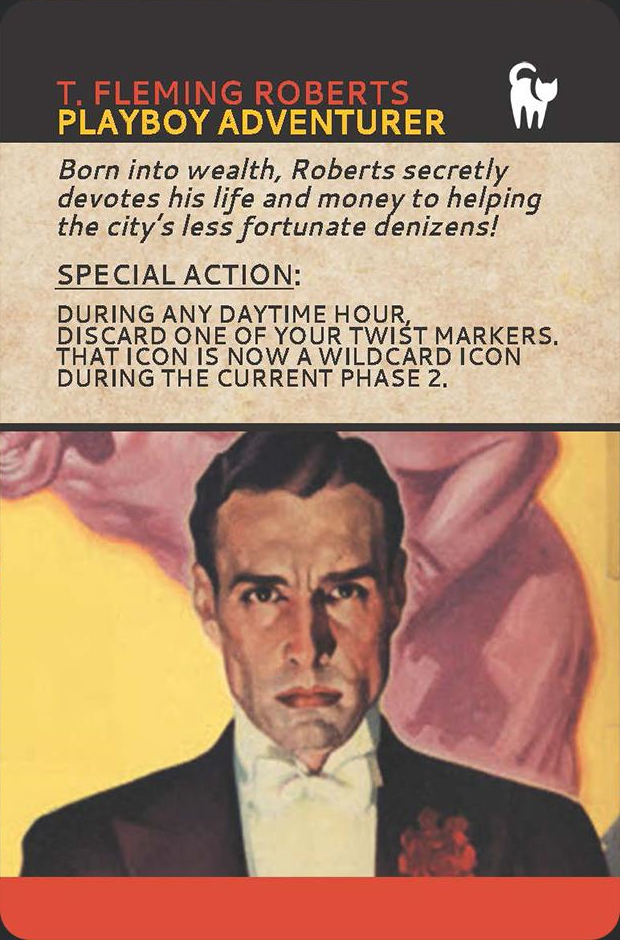 T. FLEMING ROBERTS
PLAYBOY ADVENTURER
Born into wealth, Roberts secretly
devotes his life and money to helping
the city's less fortunate denizens!
SPECIAL ACTION:
DURING ANY DAYTIME HOUR,
DISCARD ONE OF YOUR TWIST MARKERS.
THAT ICON IS NOW A WILDCARD ICON
DURING THE CURRENT PHASE 2.